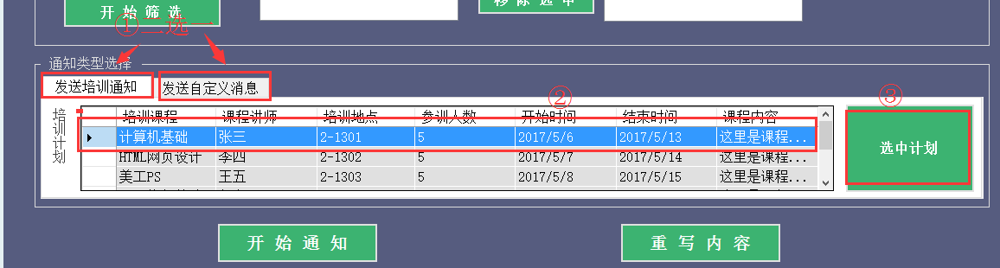 开始筛选
移除选中
①二选一
通知类型选择
发送培训通知 发送自定义消息
② ③
培训计划
培训课程 课程讲师 培训地点 参训人数 开始时间 结束时间 课程内容
计算机基础 张三 2-1301 5 2017/5/6 2017/5/13 这里是课程...
HTML网页设计 李四 2-1302 5 2017/5/7 2017/5/14 这里是课程...
美工PS 王五 2-1303 5 2017/5/8 2017/5/15 这里是课程...
选中计划
开始通知 重写内容